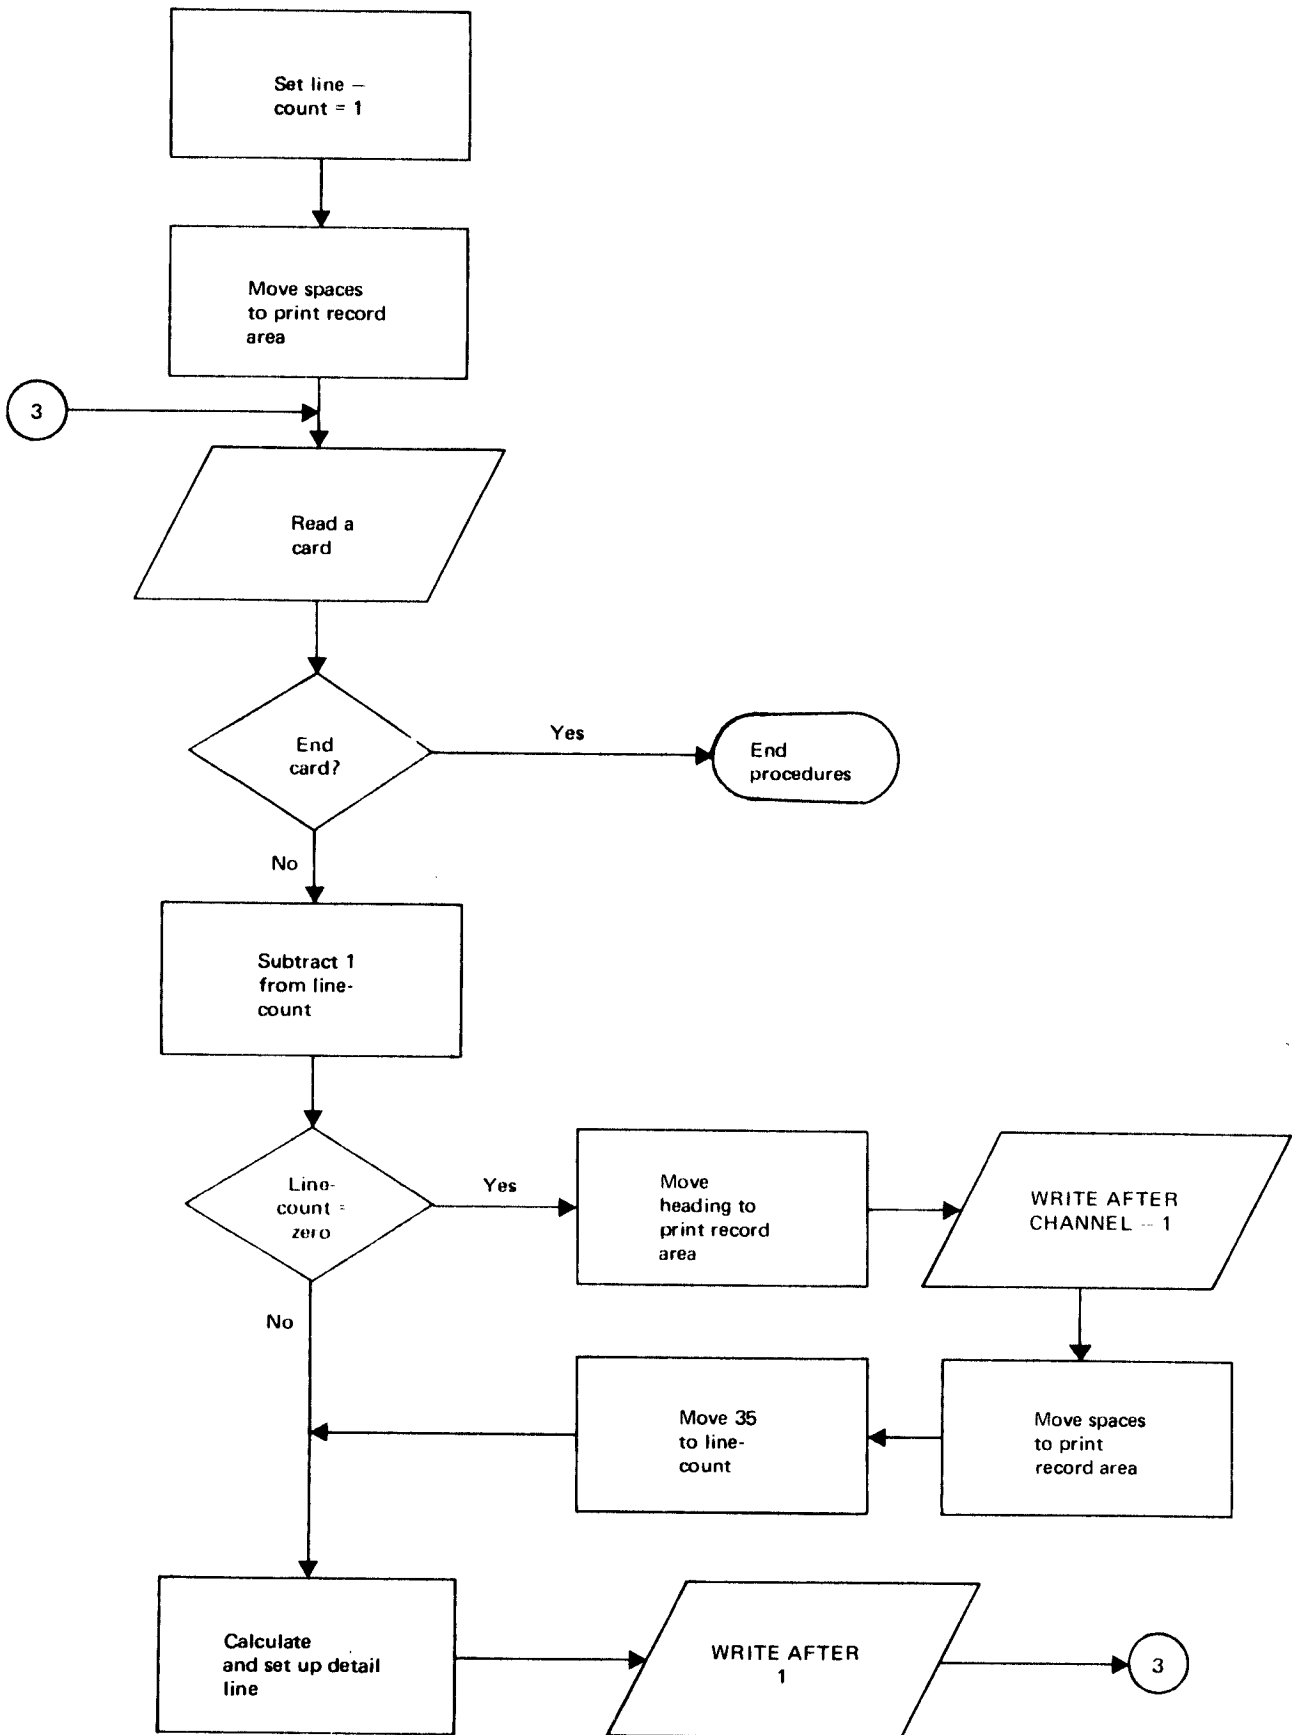 Set line –
count = 1
Move spaces
to print record
area
3
Read a
card
End
card?
Yes
End
procedures
No
Subtract 1
from line-
count
Line-
count =
zero
Yes
Move
heading to
print record
area
WRITE AFTER
CHANNEL – 1
No
Move 35
to line-
count
Move spaces
to print
record area
Calculate
and set up detail
line
WRITE AFTER
1
3